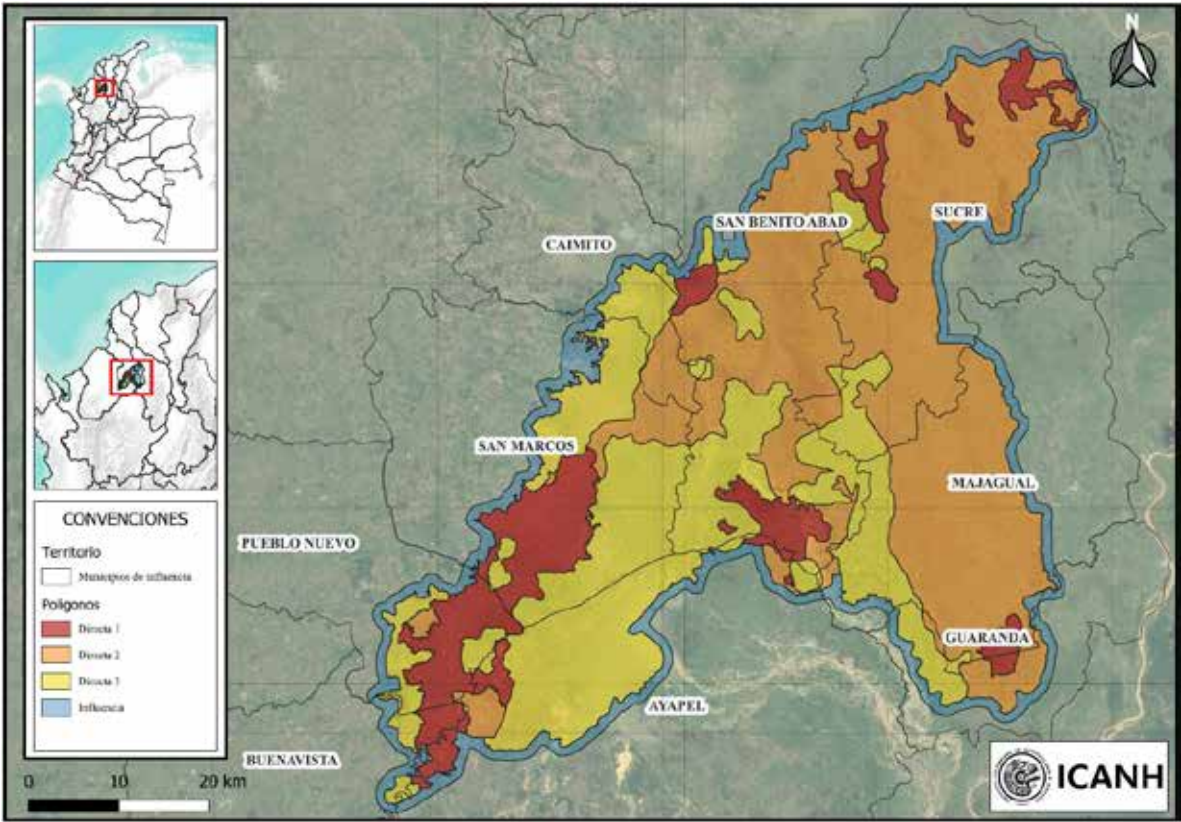 N
SAN BENITO ABAD
SUCRE
CAIMITO
SAN MARCOS
MAJAGUAL
PUEBLO NUEVO
GUARANDA
AYAPEL
BUENAVISTA
CONVENCIONES
Territorio
Municipios de influencia
Polígonos
Directa 1
Directa 2
Directa 3
Influencia
0 10 20 km
ICANH